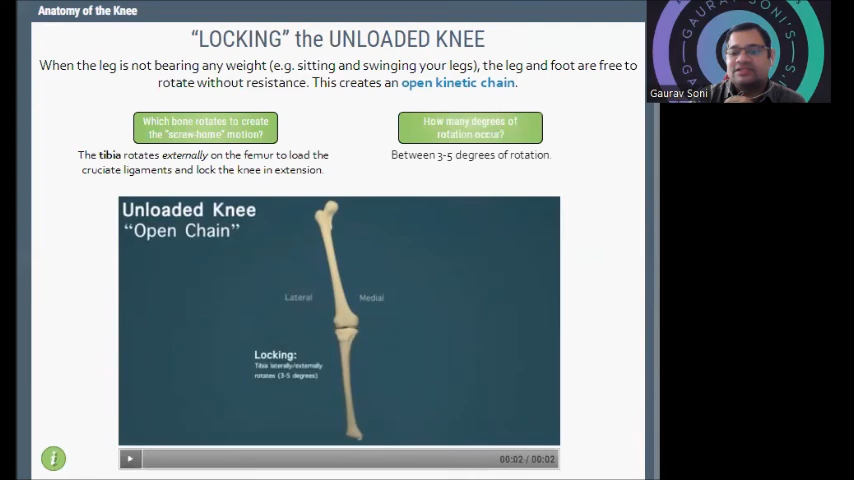 Anatomy of the Knee
“LOCKING” the UNLOADED KNEE
When the leg is not bearing any weight (e.g. sitting and swinging your legs), the leg and foot are free to
rotate without resistance. This creates an open kinetic chain.
Which bone rotates to create
the "screw-home" motion?
The tibia rotates externally on the femur to load the
cruciate ligaments and lock the knee in extension.
How many degrees of
rotation occur?
Between 3-5 degrees of rotation.
Unloaded Knee
“Open Chain”
Lateral
Medial
Locking:
Tibia laterally/externally
rotates (3-5 degrees)
00:02 / 00:02
i
GAURAV SONI'S
Gaurav Soni